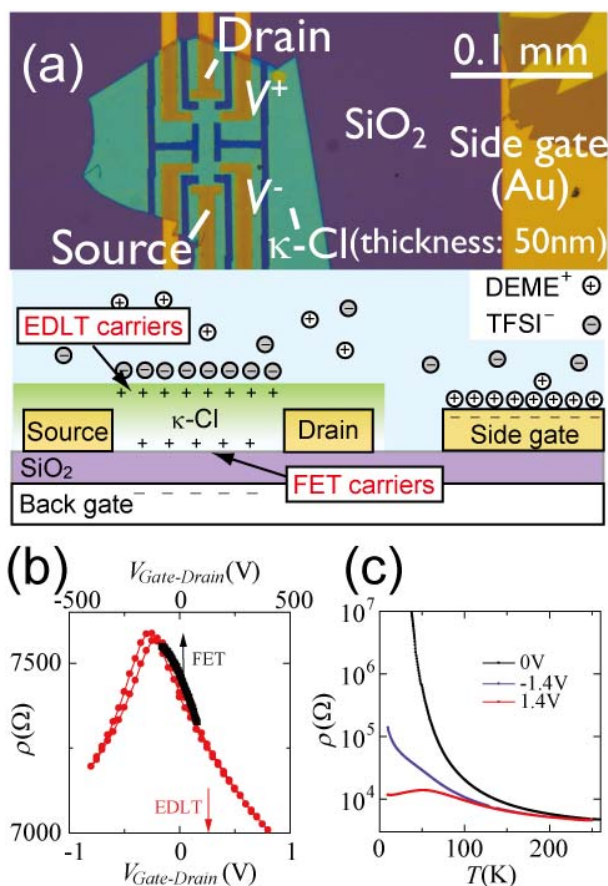 (a)
Drain
0.1 mm
V+
SiO2
Side gate
(Au)
V-
Source
κ-Cl(thickness: 50nm)
DEME+
TFSI−
EDLT carriers
κ-Cl
Source
Drain
Side gate
SiO2
FET carriers
Back gate
(b)
VGate-Drain(V)
-500 0 500
7500
7000
ρ(Ω)
FET
EDLT
-1 0 1
VGate-Drain(V)
(c)
10^7
10^6
10^5
10^4
ρ(Ω)
0V
-1.4V
1.4V
0 100 200
T(K)